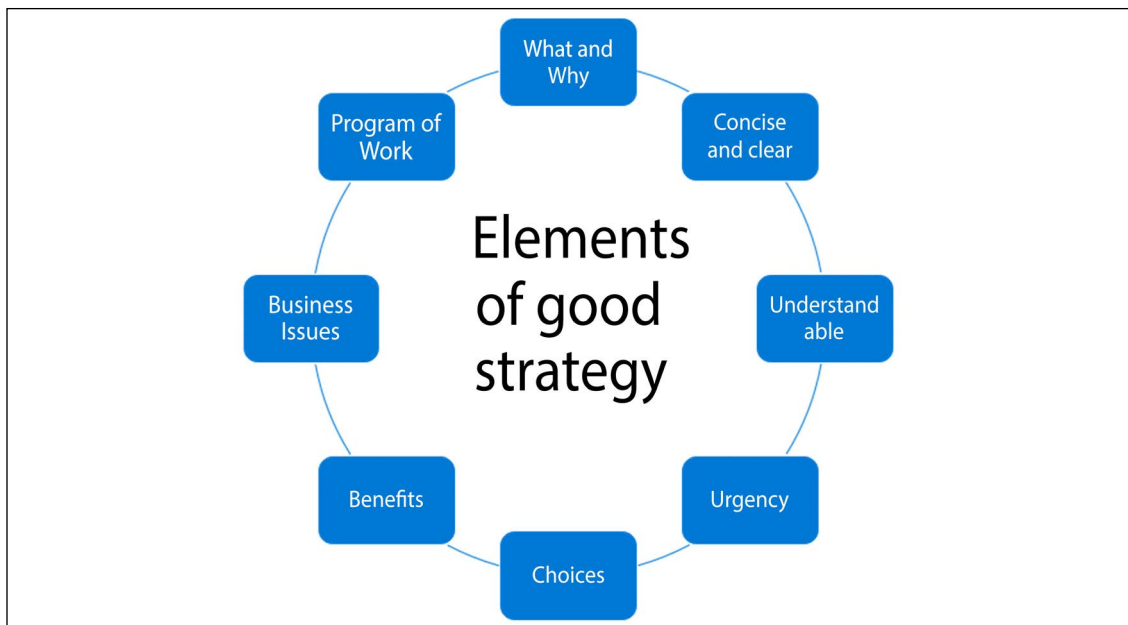 What and
Why
Concise
and clear
Understand
able
Urgency
Choices
Benefits
Business
Issues
Program of
Work
Elements
of good
strategy